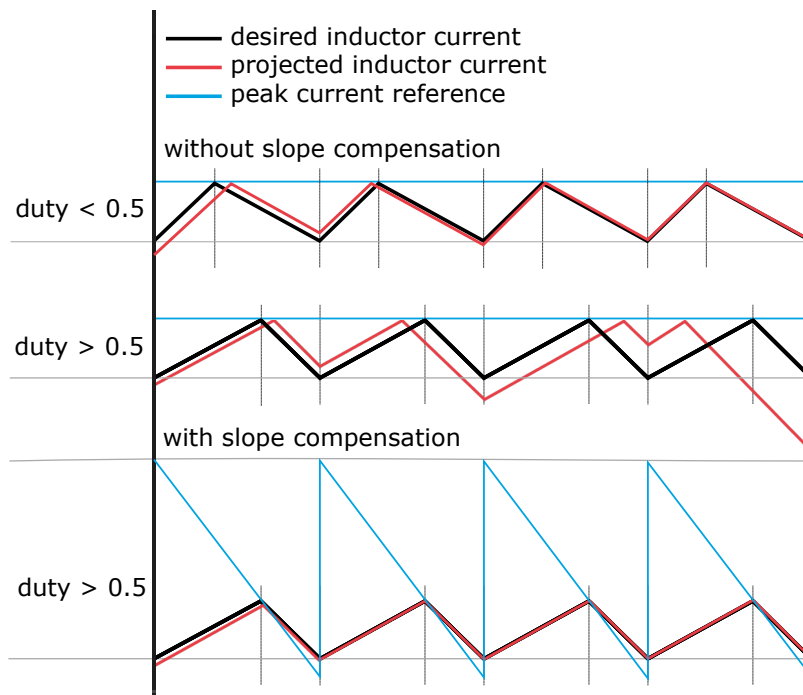 desired inductor current
projected inductor current
peak current reference
without slope compensation
duty < 0.5
duty > 0.5
with slope compensation
duty > 0.5